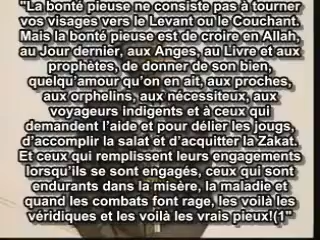 "La bonté pieuse ne consiste pas à tourner
vos visages vers le Levant ou le Couchant.
Mais la bonté pieuse est de croire en Allah,
au Jour dernier, aux Anges, au Livre et aux
prophètes, de donner de son bien,
quelqu'amour qu'on en ait, aux proches,
aux orphelins, aux nécessiteux, aux
voyageurs indigents et à ceux qui
demandent l'aide et pour délier les jougs,
d'accomplir la salat et d'acquitter la Zakat.
Et ceux qui remplissent leurs engagements
lorsqu'ils se sont engagés, ceux qui sont
endurants dans la misère, la maladie et
quand les combats font rage, les voilà les
véridiques et les voilà les vrais pieux!(1"